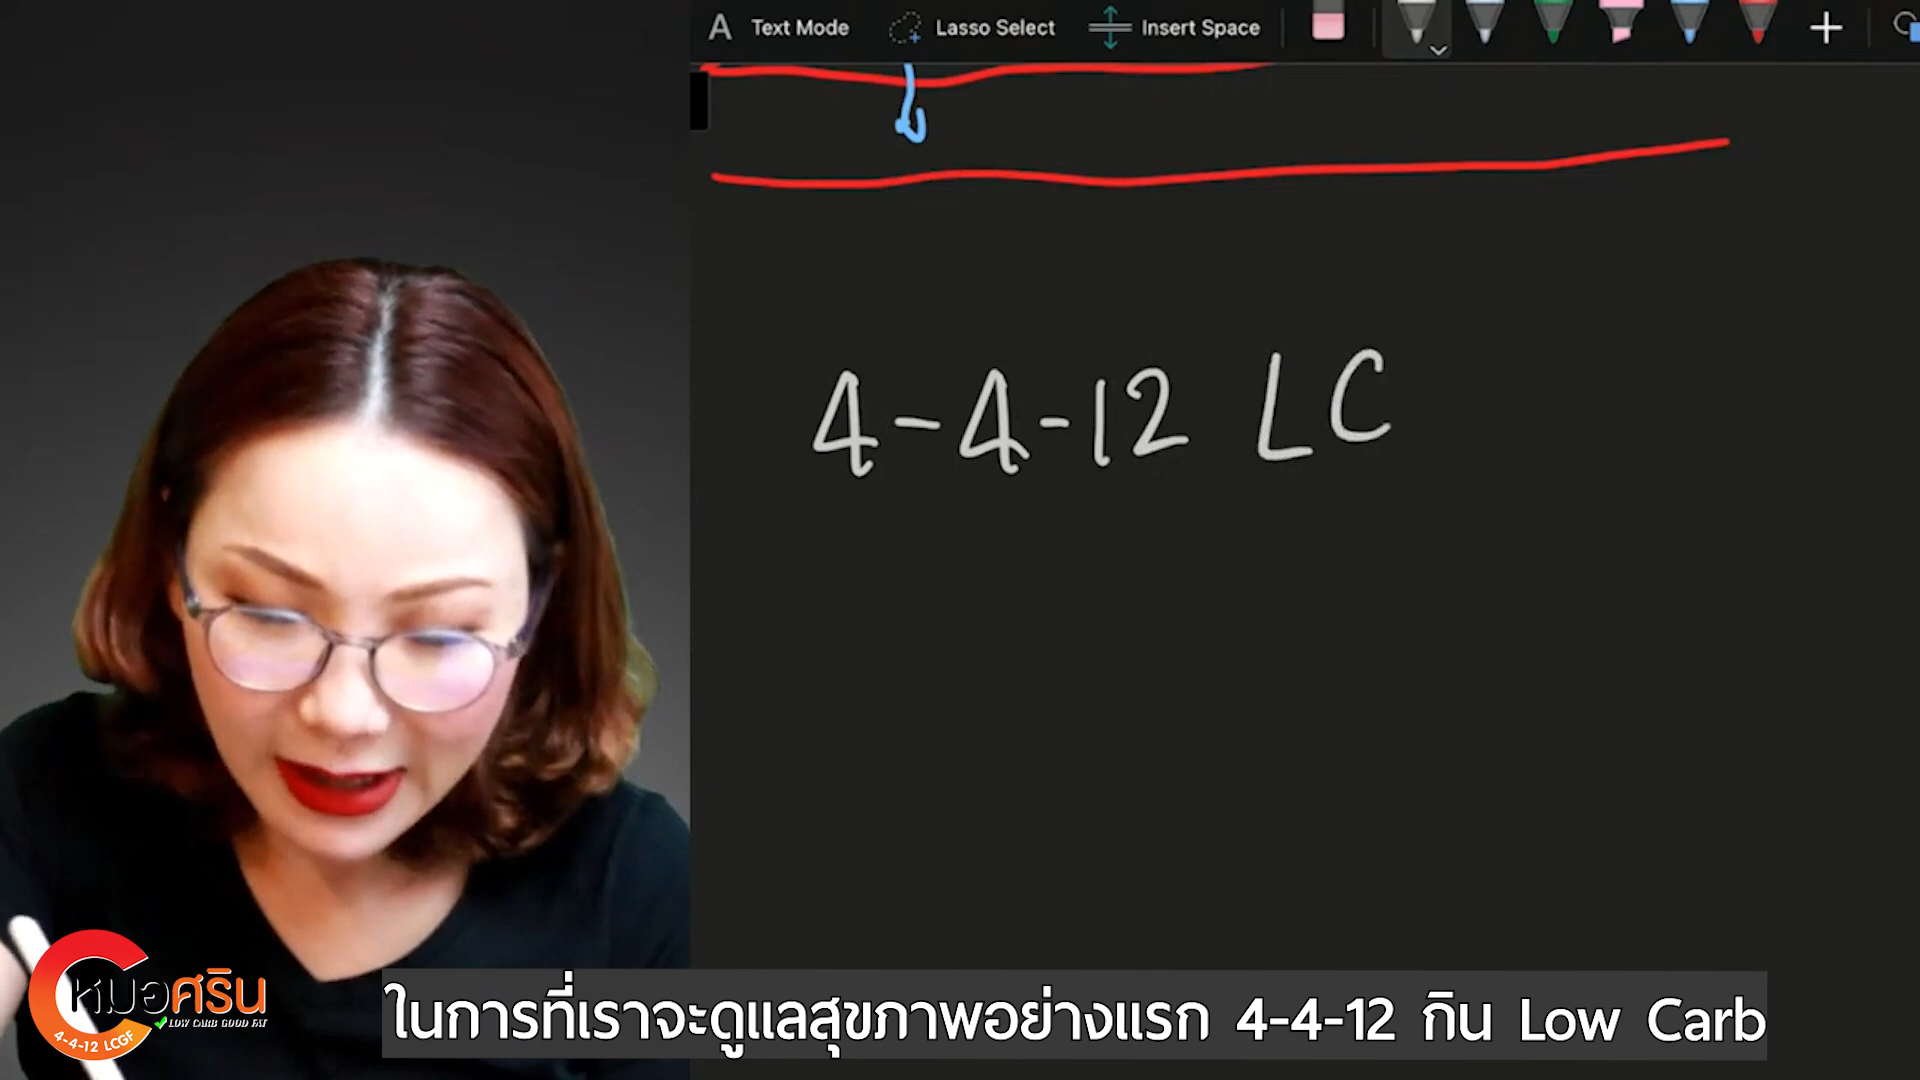 A Text Mode Lasso Select Insert Space
4-4-12 LC
หมอศริน
LOW CARB GOOD FAT
4-4-12 LCGF
ในการที่เราจะดูแลสุขภาพอย่างแรก 4-4-12 กิน Low Carb